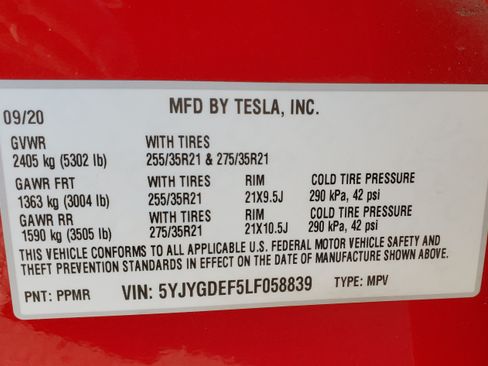 MFD BY TESLA, INC.
09/20
GVWR WITH TIRES
2405 kg (5302 lb) 255/35R21 & 275/35R21
GAWR FRT WITH TIRES RIM COLD TIRE PRESSURE
1363 kg (3004 lb) 255/35R21 21X9.5J 290 kPa, 42 psi
GAWR RR WITH TIRES RIM COLD TIRE PRESSURE
1590 kg (3505 lb) 275/35R21 21X10.5J 290 kPa, 42 psi
THIS VEHICLE CONFORMS TO ALL APPLICABLE U.S. FEDERAL MOTOR VEHICLE SAFETY AND
THEFT PREVENTION STANDARDS IN EFFECT ON THE DATE OF MANUFACTURE SHOWN ABOVE.
PNT: PPMR VIN: 5YJYGDEF5LF058839 TYPE: MPV